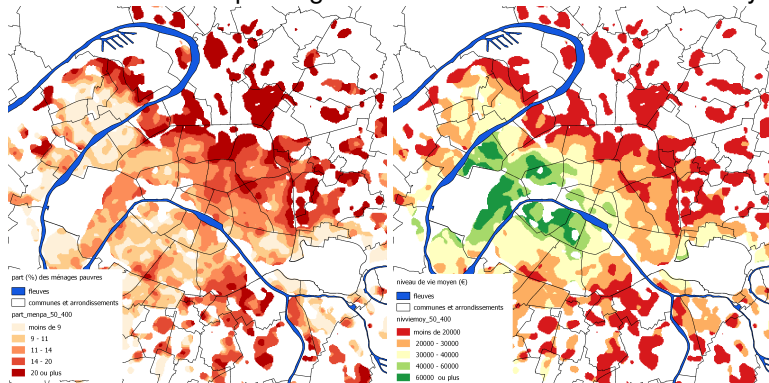 part (%) des ménages pauvres
fleuves
communes et arrondissements
part_menpa_50_400
moins de 9
9 - 11
11 - 14
14 - 20
20 ou plus
niveau de vie moyen (€)
fleuves
communes et arrondissements
nivviemoy_50_400
moins de 20000
20000 - 30000
30000 - 40000
40000 - 60000
60000 ou plus